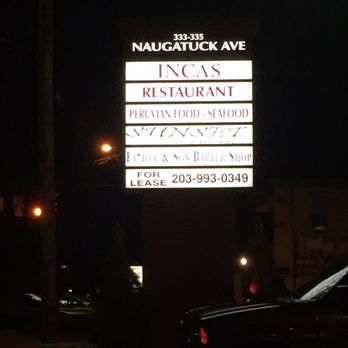 333-335
NAUGATUCK AVE
INCAS
RESTAURANT
PERUVIAN FOOD - SEAFOOD
SUNSET
FATHER & SON BARBER SHOP
FOR LEASE 203-993-0349